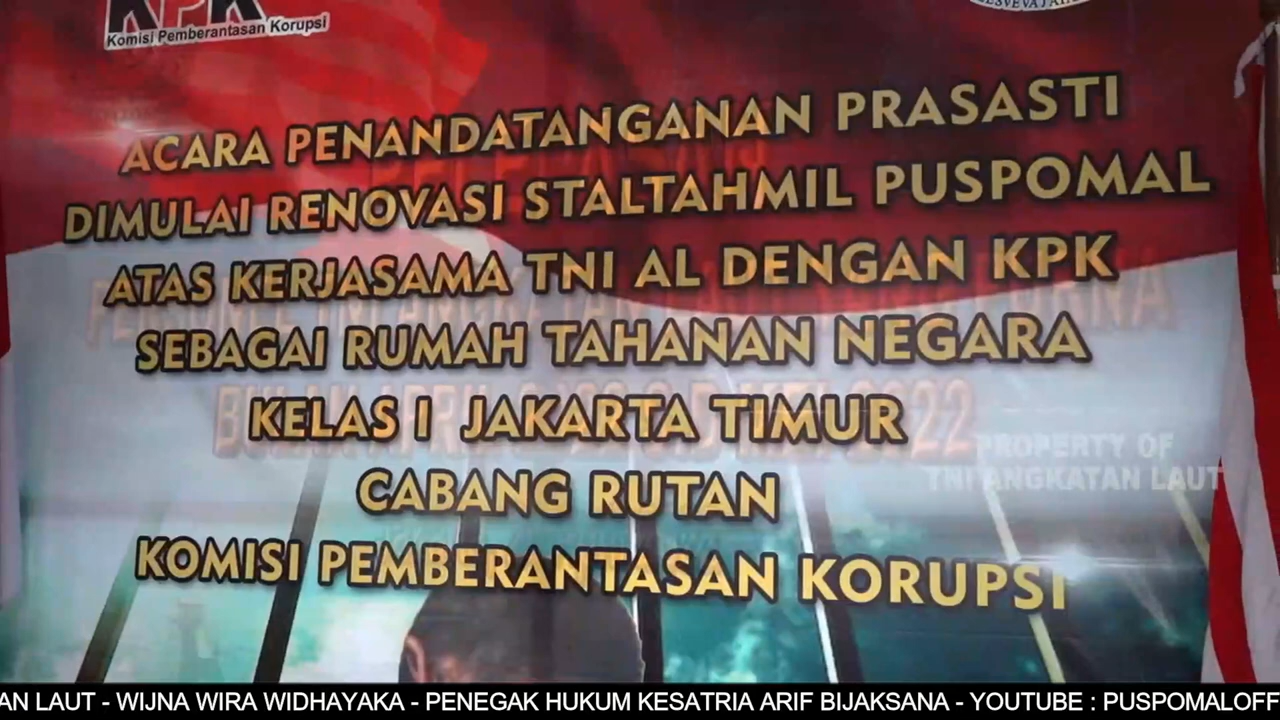 KPK
Komisi Pemberantasan Korupsi
ACARA PENANDATANGANAN PRASASTI
DIMULAI RENOVASI STALTAHMIL PUSPOMAL
ATAS KERJASAMA TNI AL DENGAN KPK
SEBAGAI RUMAH TAHANAN NEGARA
KELAS I JAKARTA TIMUR
CABANG RUTAN
KOMISI PEMBERANTASAN KORUPSI
2022
PROPERTY OF
TNI ANGKATAN LAUT
AN LAUT - WIJNA WIRA WIDHAYAKA - PENEGAK HUKUM KESATRIA ARIF BIJAKSANA - YOUTUBE : PUSPOMALOFF